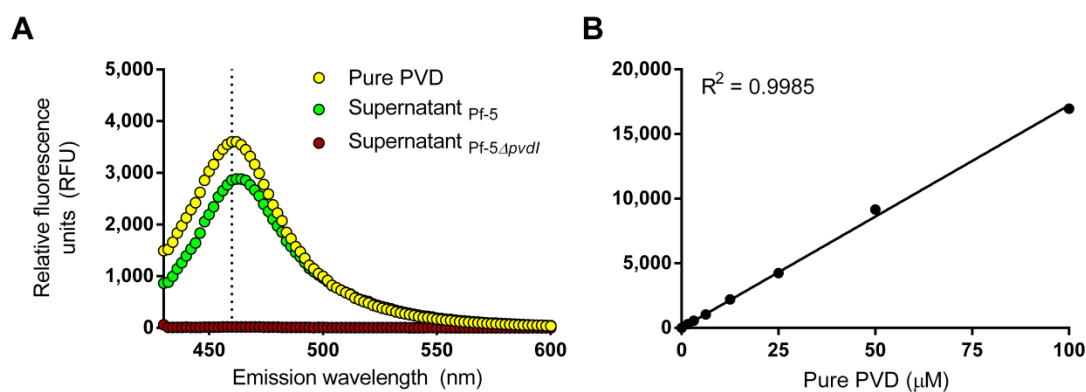 A
Relative fluorescence
units (RFU)
5,000
4,000
3,000
2,000
1,000
0
450
500
550
600
Emission wavelength (nm)
Pure PVD
Supernatant Pf-5
Supernatant Pf-5ΔpvdI
B
R² = 0.9985
20,000
15,000
10,000
5,000
0
0
25
50
75
100
Pure PVD (μM)